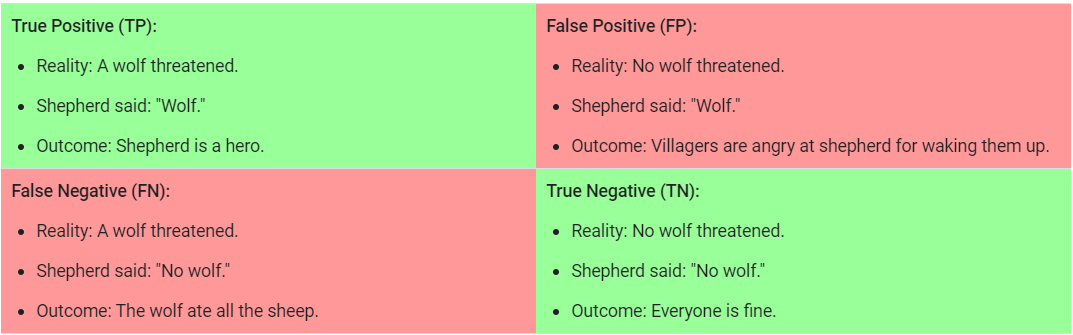 True Positive (TP):
• Reality: A wolf threatened.
• Shepherd said: "Wolf."
• Outcome: Shepherd is a hero.
False Positive (FP):
• Reality: No wolf threatened.
• Shepherd said: "Wolf."
• Outcome: Villagers are angry at shepherd for waking them up.
False Negative (FN):
• Reality: A wolf threatened.
• Shepherd said: "No wolf."
• Outcome: The wolf ate all the sheep.
True Negative (TN):
• Reality: No wolf threatened.
• Shepherd said: "No wolf."
• Outcome: Everyone is fine.